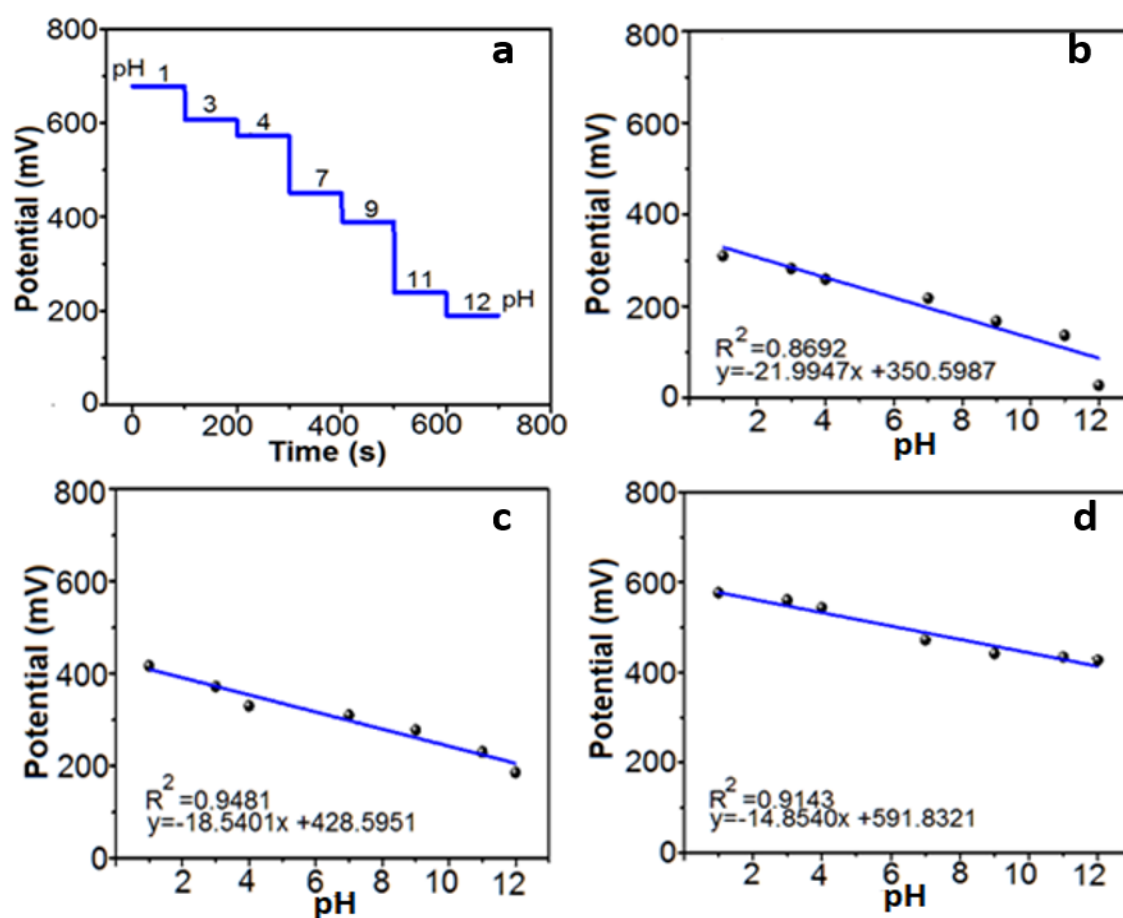 a
800
600
400
200
0
Potential (mV)
pH 1
3
4
7
9
11
12 pH
0 200 400 600 800
Time (s)
b
800
600
400
200
0
Potential (mV)
R2 =0.8692
y=-21.9947x +350.5987
2 4 6 8 10 12
pH
c
800
600
400
200
0
Potential (mV)
R2 =0.9481
y=-18.5401x +428.5951
2 4 6 8 10 12
pH
d
800
600
400
200
0
Potential (mV)
R2 =0.9143
y=-14.8540x +591.8321
2 4 6 8 10 12
pH